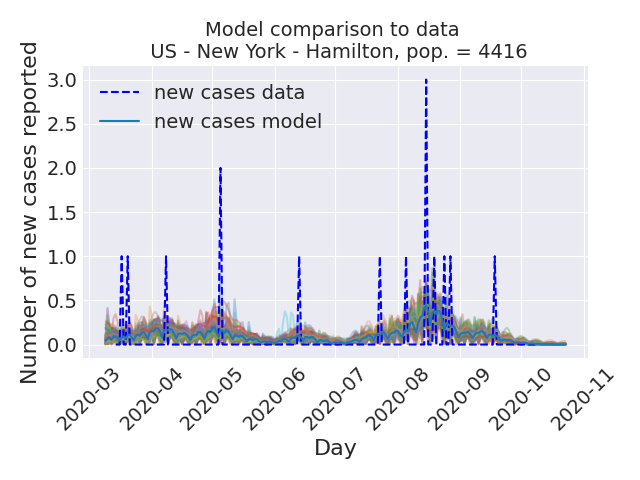 Model comparison to data
US - New York - Hamilton, pop. = 4416
Number of new cases reported
3.0
2.5
2.0
1.5
1.0
0.5
0.0
new cases data
new cases model
2020-03
2020-04
2020-05
2020-06
2020-07
2020-08
2020-09
2020-10
2020-11
Day